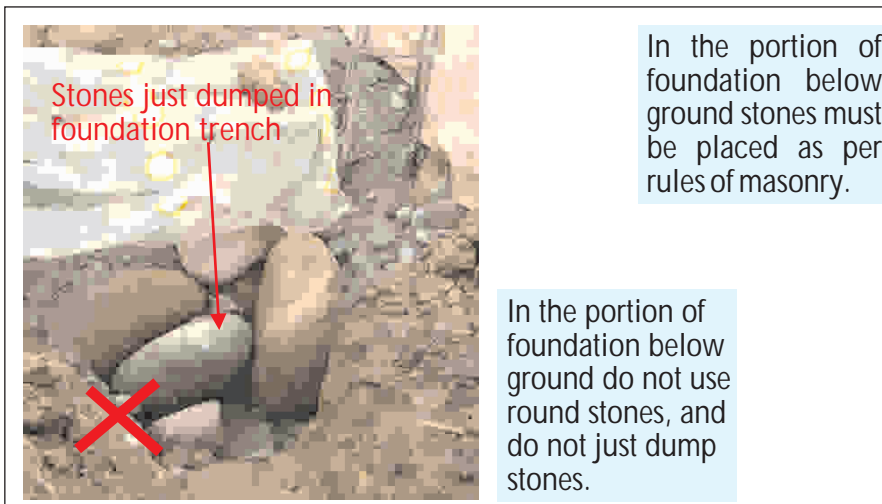 Stones just dumped in
foundation trench
In the portion of
foundation below
ground stones must
be placed as per
rules of masonry.
In the portion of
foundation below
ground do not use
round stones, and
do not just dump
stones.